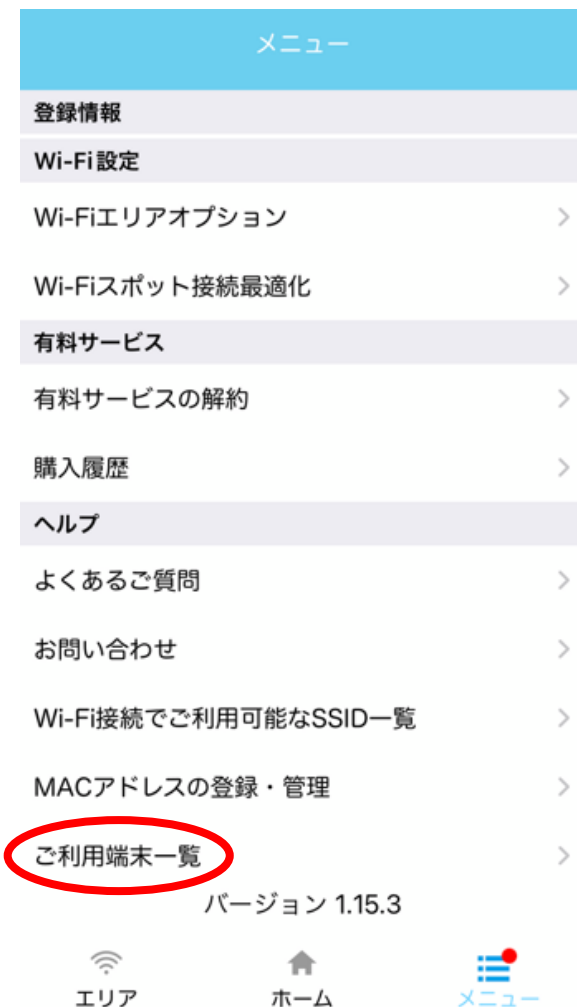 メニュー
登録情報
Wi-Fi設定
Wi-Fiエリアオプション
Wi-Fiスポット接続最適化
有料サービス
有料サービスの解約
購入履歴
ヘルプ
よくあるご質問
お問い合わせ
Wi-Fi接続でご利用可能なSSID一覧
MACアドレスの登録・管理
ご利用端末一覧
バージョン 1.15.3
エリア ホーム メニュー